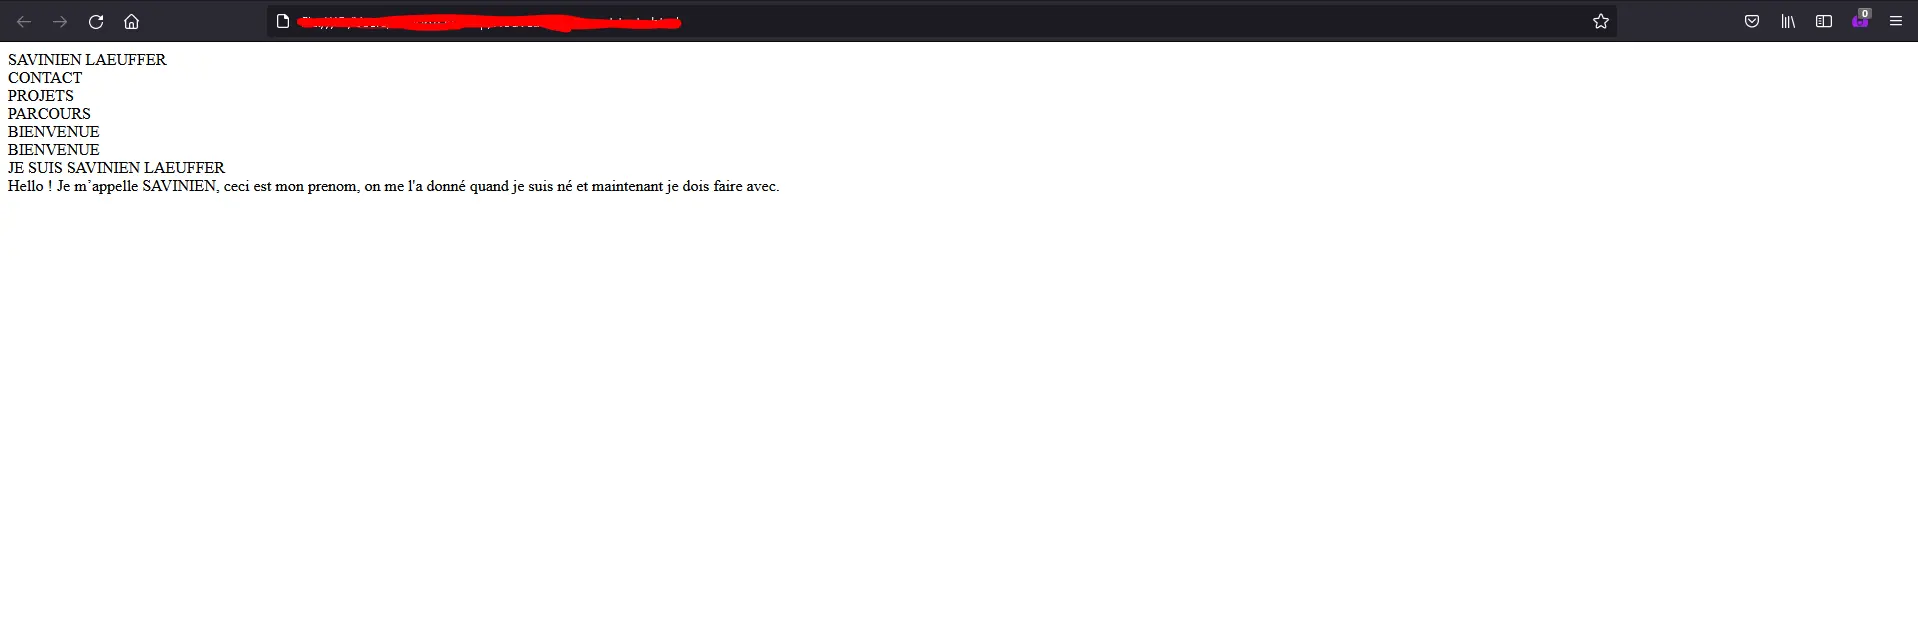 0
SAVINIEN LAEUFFER
CONTACT
PROJETS
PARCOURS
BIENVENUE
BIENVENUE
JE SUIS SAVINIEN LAEUFFER
Hello ! Je m’appelle SAVINIEN, ceci est mon prenom, on me l'a donné quand je suis né et maintenant je dois faire avec.